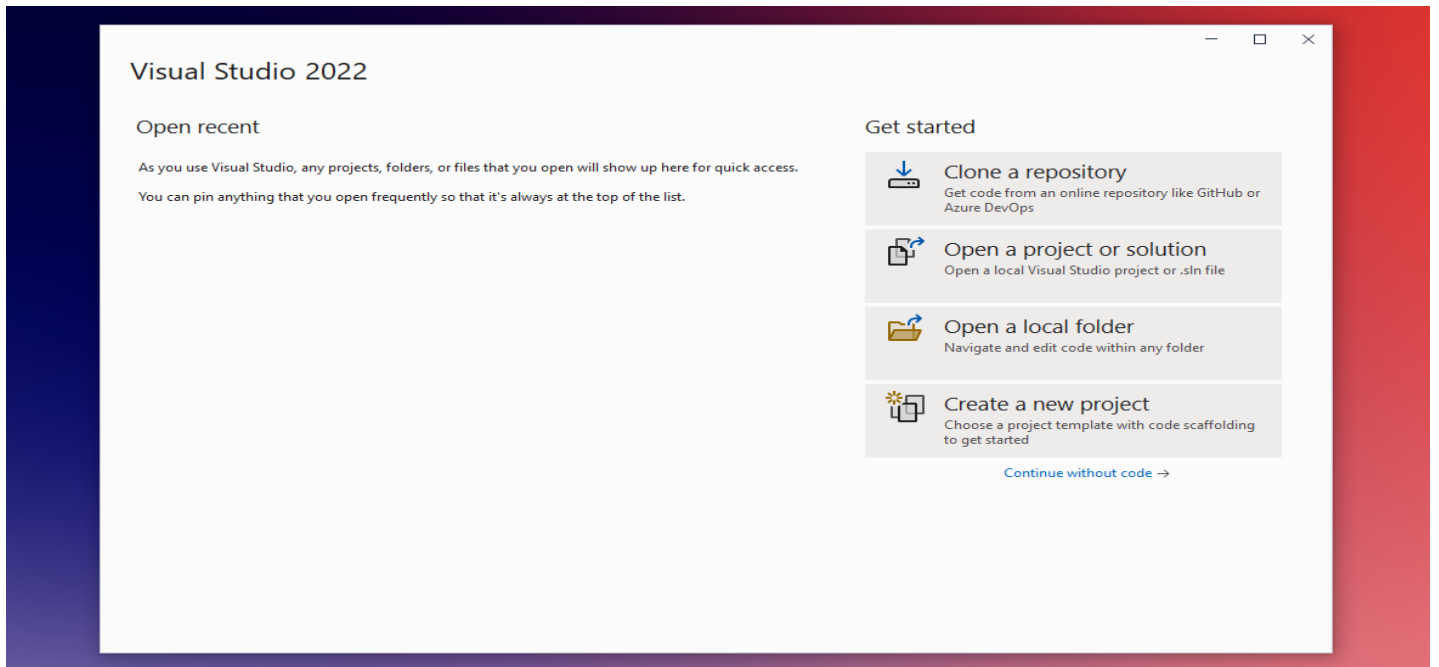 Visual Studio 2022
Open recent
As you use Visual Studio, any projects, folders, or files that you open will show up here for quick access.
You can pin anything that you open frequently so that it's always at the top of the list.
Get started
Clone a repository
Get code from an online repository like GitHub or
Azure DevOps
Open a project or solution
Open a local Visual Studio project or .sln file
Open a local folder
Navigate and edit code within any folder
Create a new project
Choose a project template with code scaffolding
to get started
Continue without code →